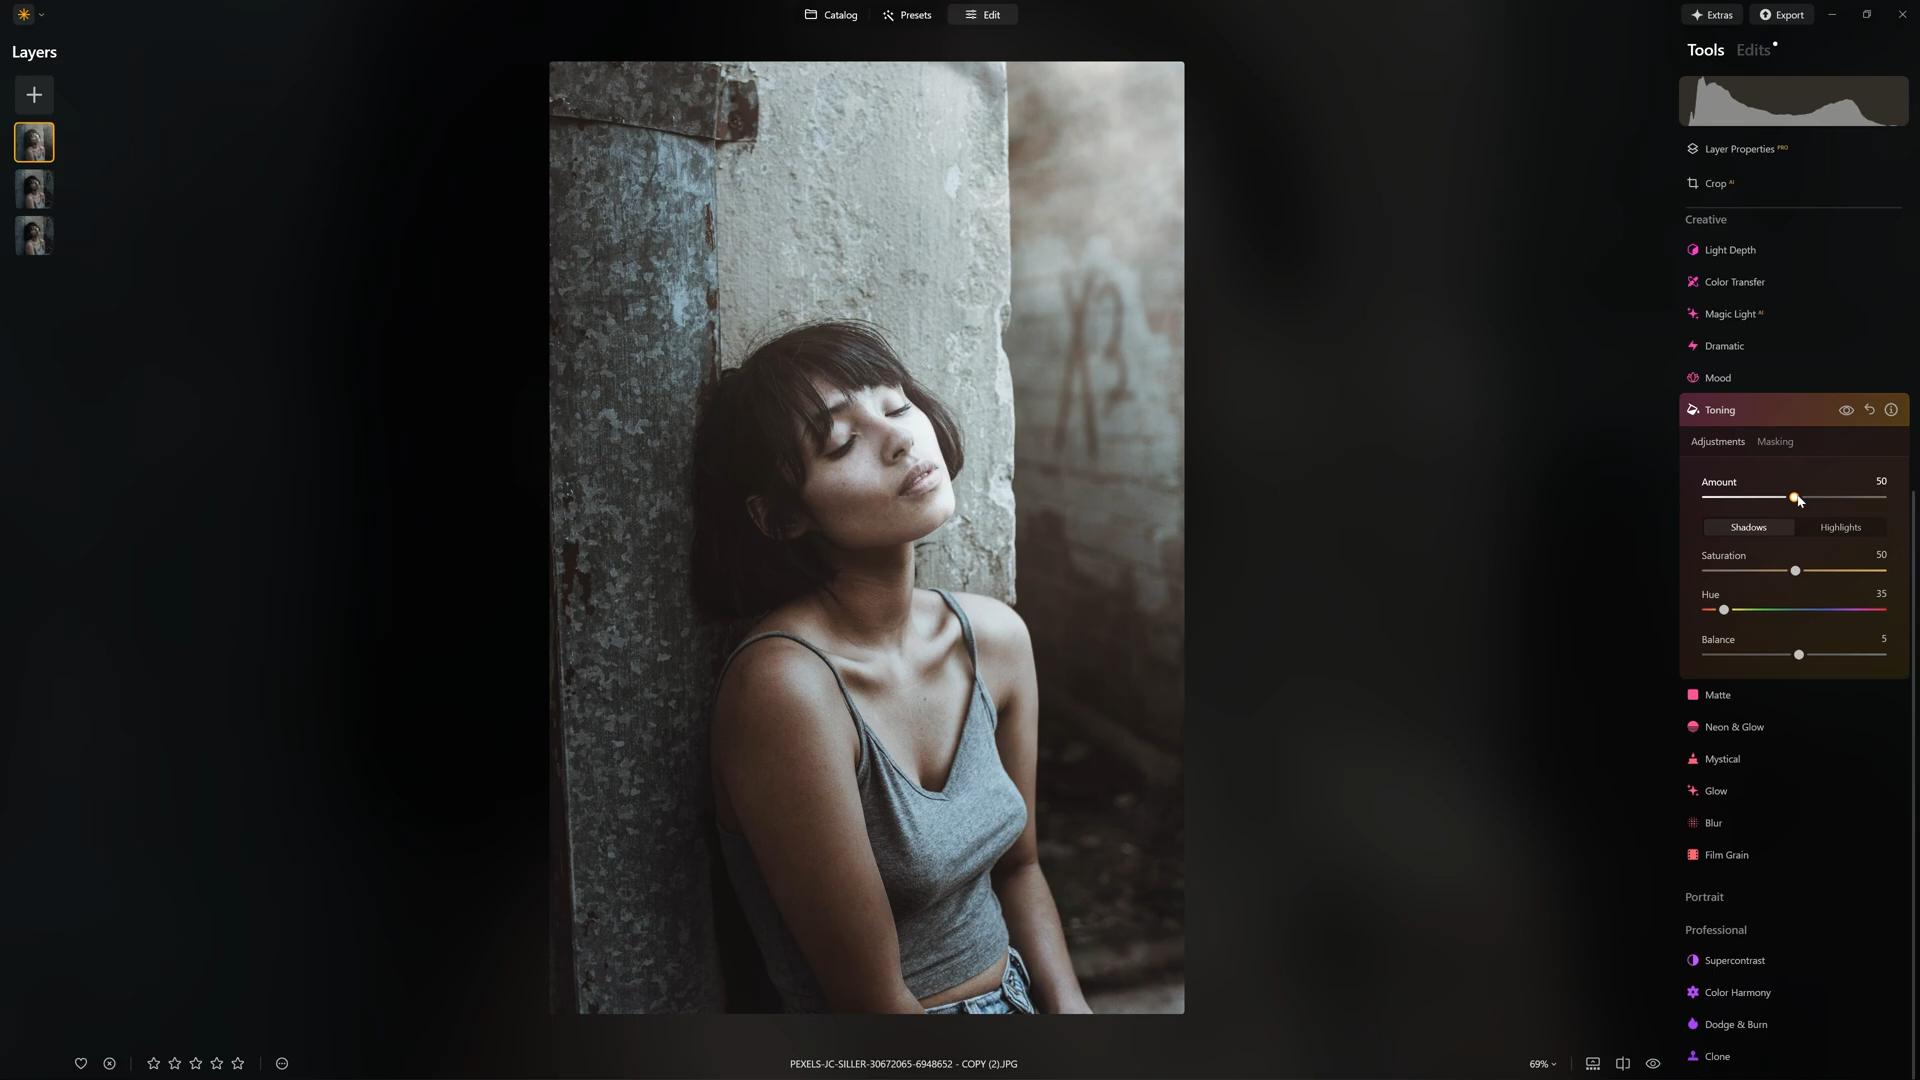 Catalog
Presets
Edit
Extras
Export
Layers
Tools Edits
Layer Properties PRO
Crop AI
Creative
Light Depth
Color Transfer
Magic Light AI
Dramatic
Mood
Toning
Adjustments Masking
Amount 50
Shadows Highlights
Saturation 50
Hue 35
Balance 5
Matte
Neon & Glow
Mystical
Glow
Blur
Film Grain
Portrait
Professional
Supercontrast
Color Harmony
Dodge & Burn
Clone
PEXELS-JC-SILLER-30672065-6948652 - COPY (2).JPG
69%